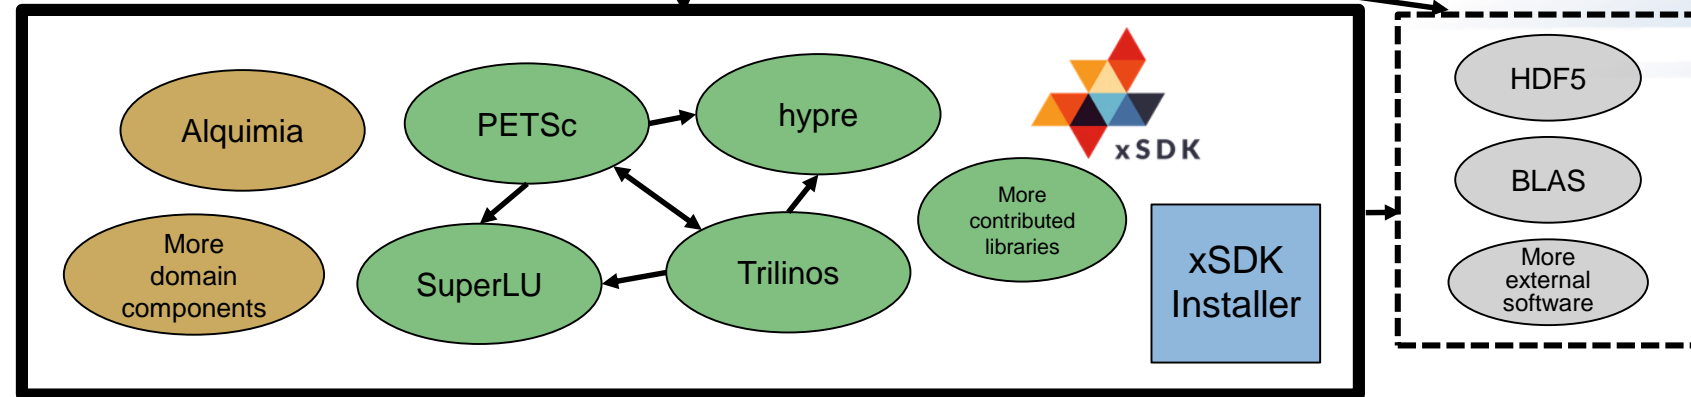 Alquimia
PETSc
hypre
xSDK
More
domain
components
SuperLU
Trilinos
More
contributed
libraries
xSDK
Installer
HDF5
BLAS
More
external
software